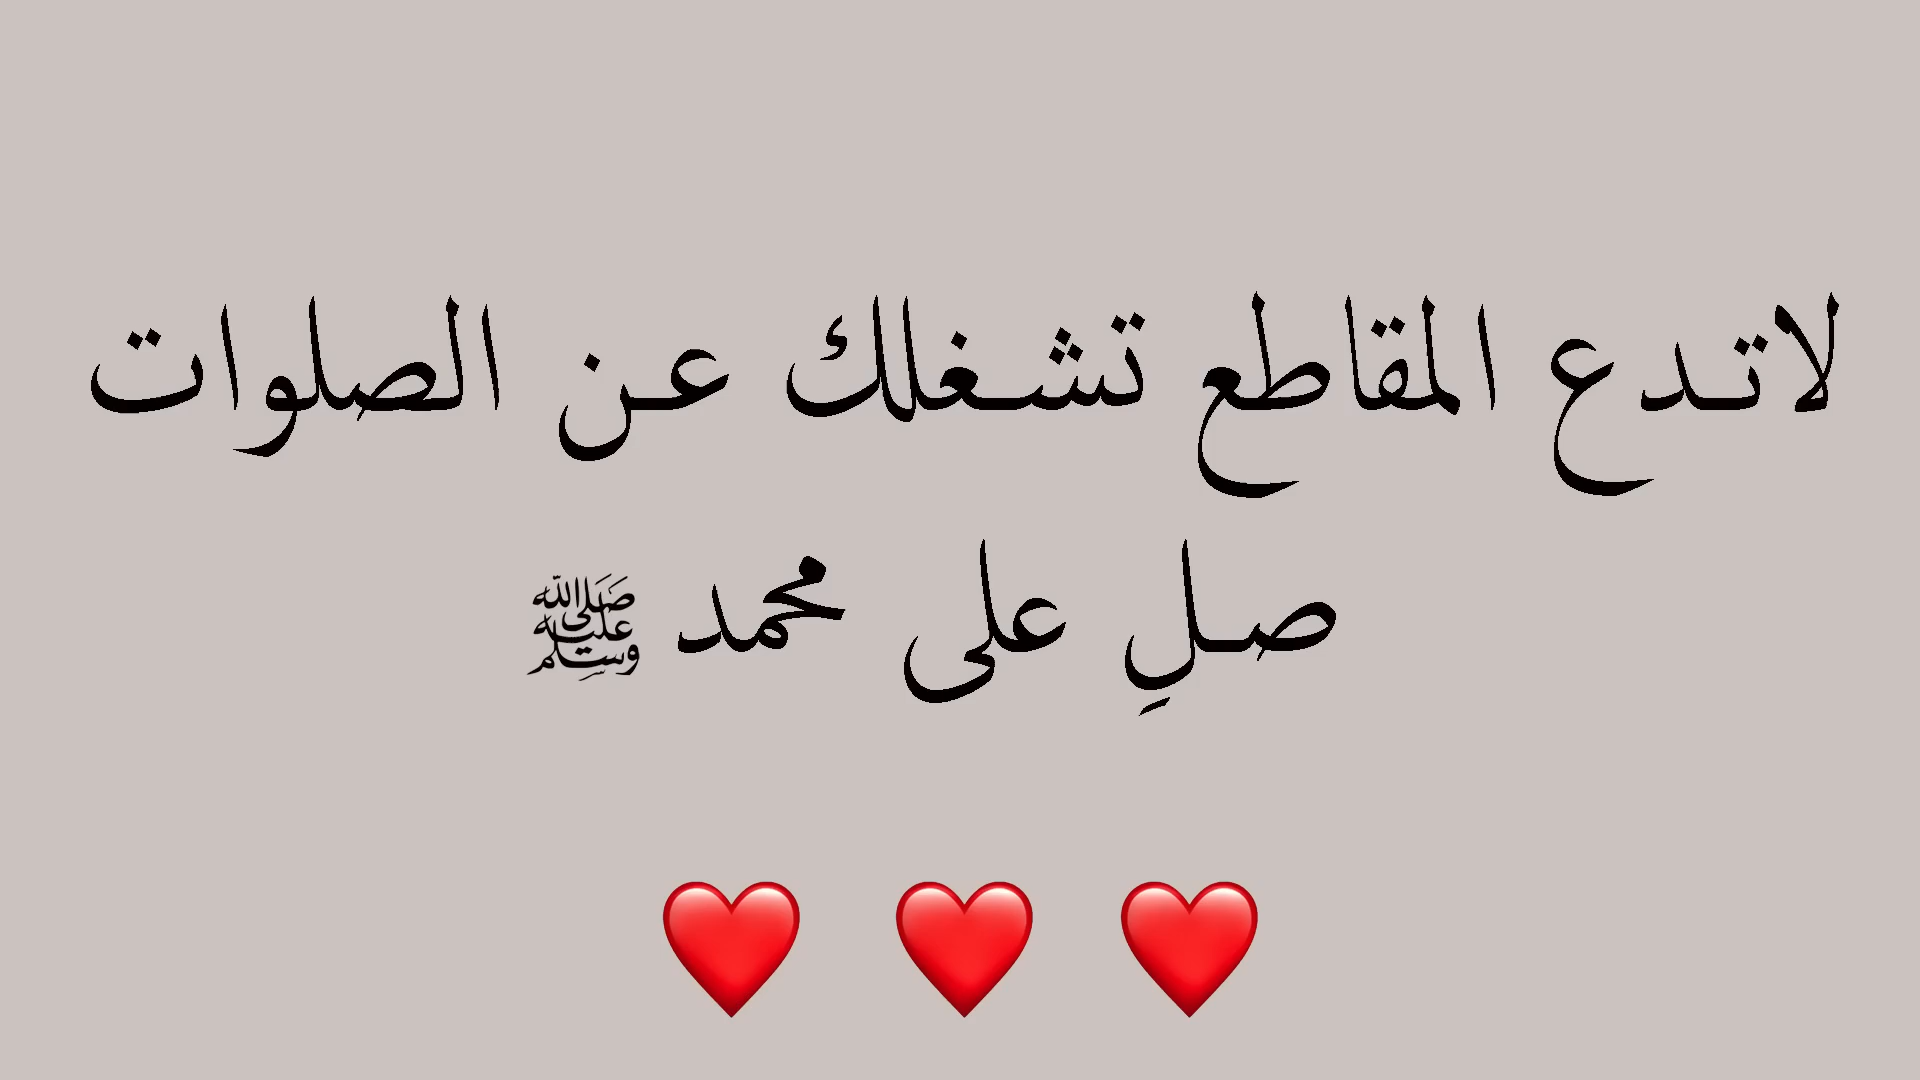 لاتدع المقاطع تشغلك عن الصلوات
صلِ على محمد ﷺ